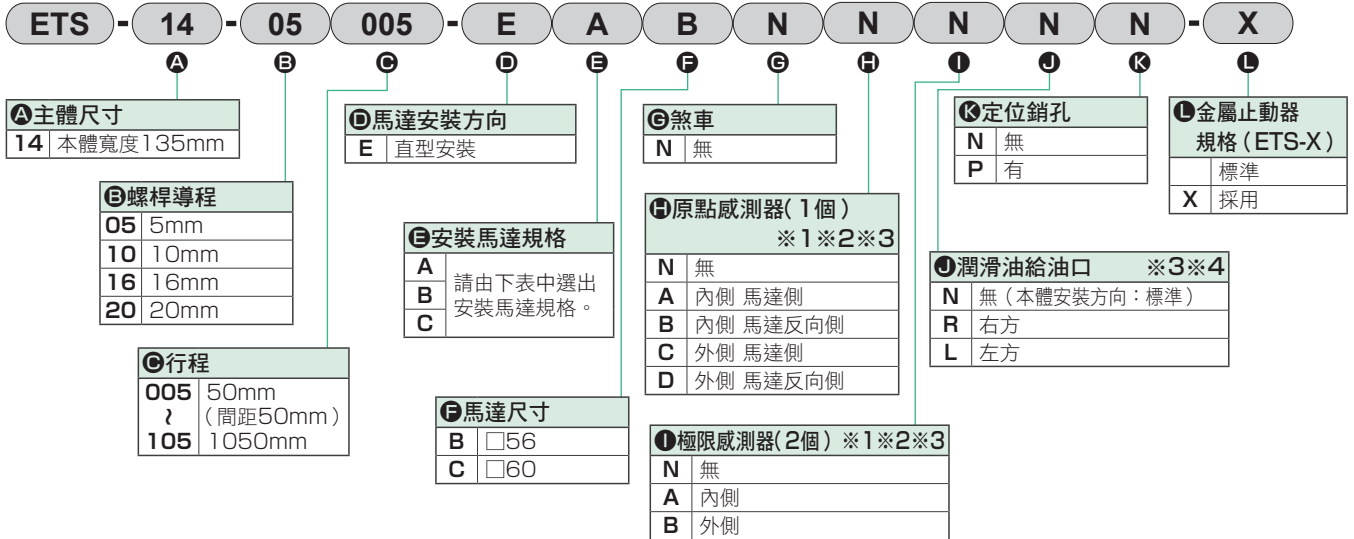 ETS - 14 - 05 005 - E A B N N N N N - X
A B C D E F G H I J K L
A主體尺寸
14 本體寬度135mm
B螺桿導程
05 5mm
10 10mm
16 16mm
20 20mm
C行程
005 50mm
≀ (間距50mm)
105 1050mm
D馬達安裝方向
E 直型安裝
E安裝馬達規格
A
B
C
請由下表中選出
安裝馬達規格。
F馬達尺寸
B □56
C □60
G煞車
N 無
H原點感測器(1個)
※1※2※3
N 無
A 內側 馬達側
B 內側 馬達反向側
C 外側 馬達側
D 外側 馬達反向側
I極限感測器(2個) ※1※2※3
N 無
A 內側
B 外側
J潤滑油給油口 ※3※4
N 無(本體安裝方向:標準)
R 右方
L 左方
K定位銷孔
N 無
P 有
L金屬止動器
規格(ETS-X)
標準
X 採用